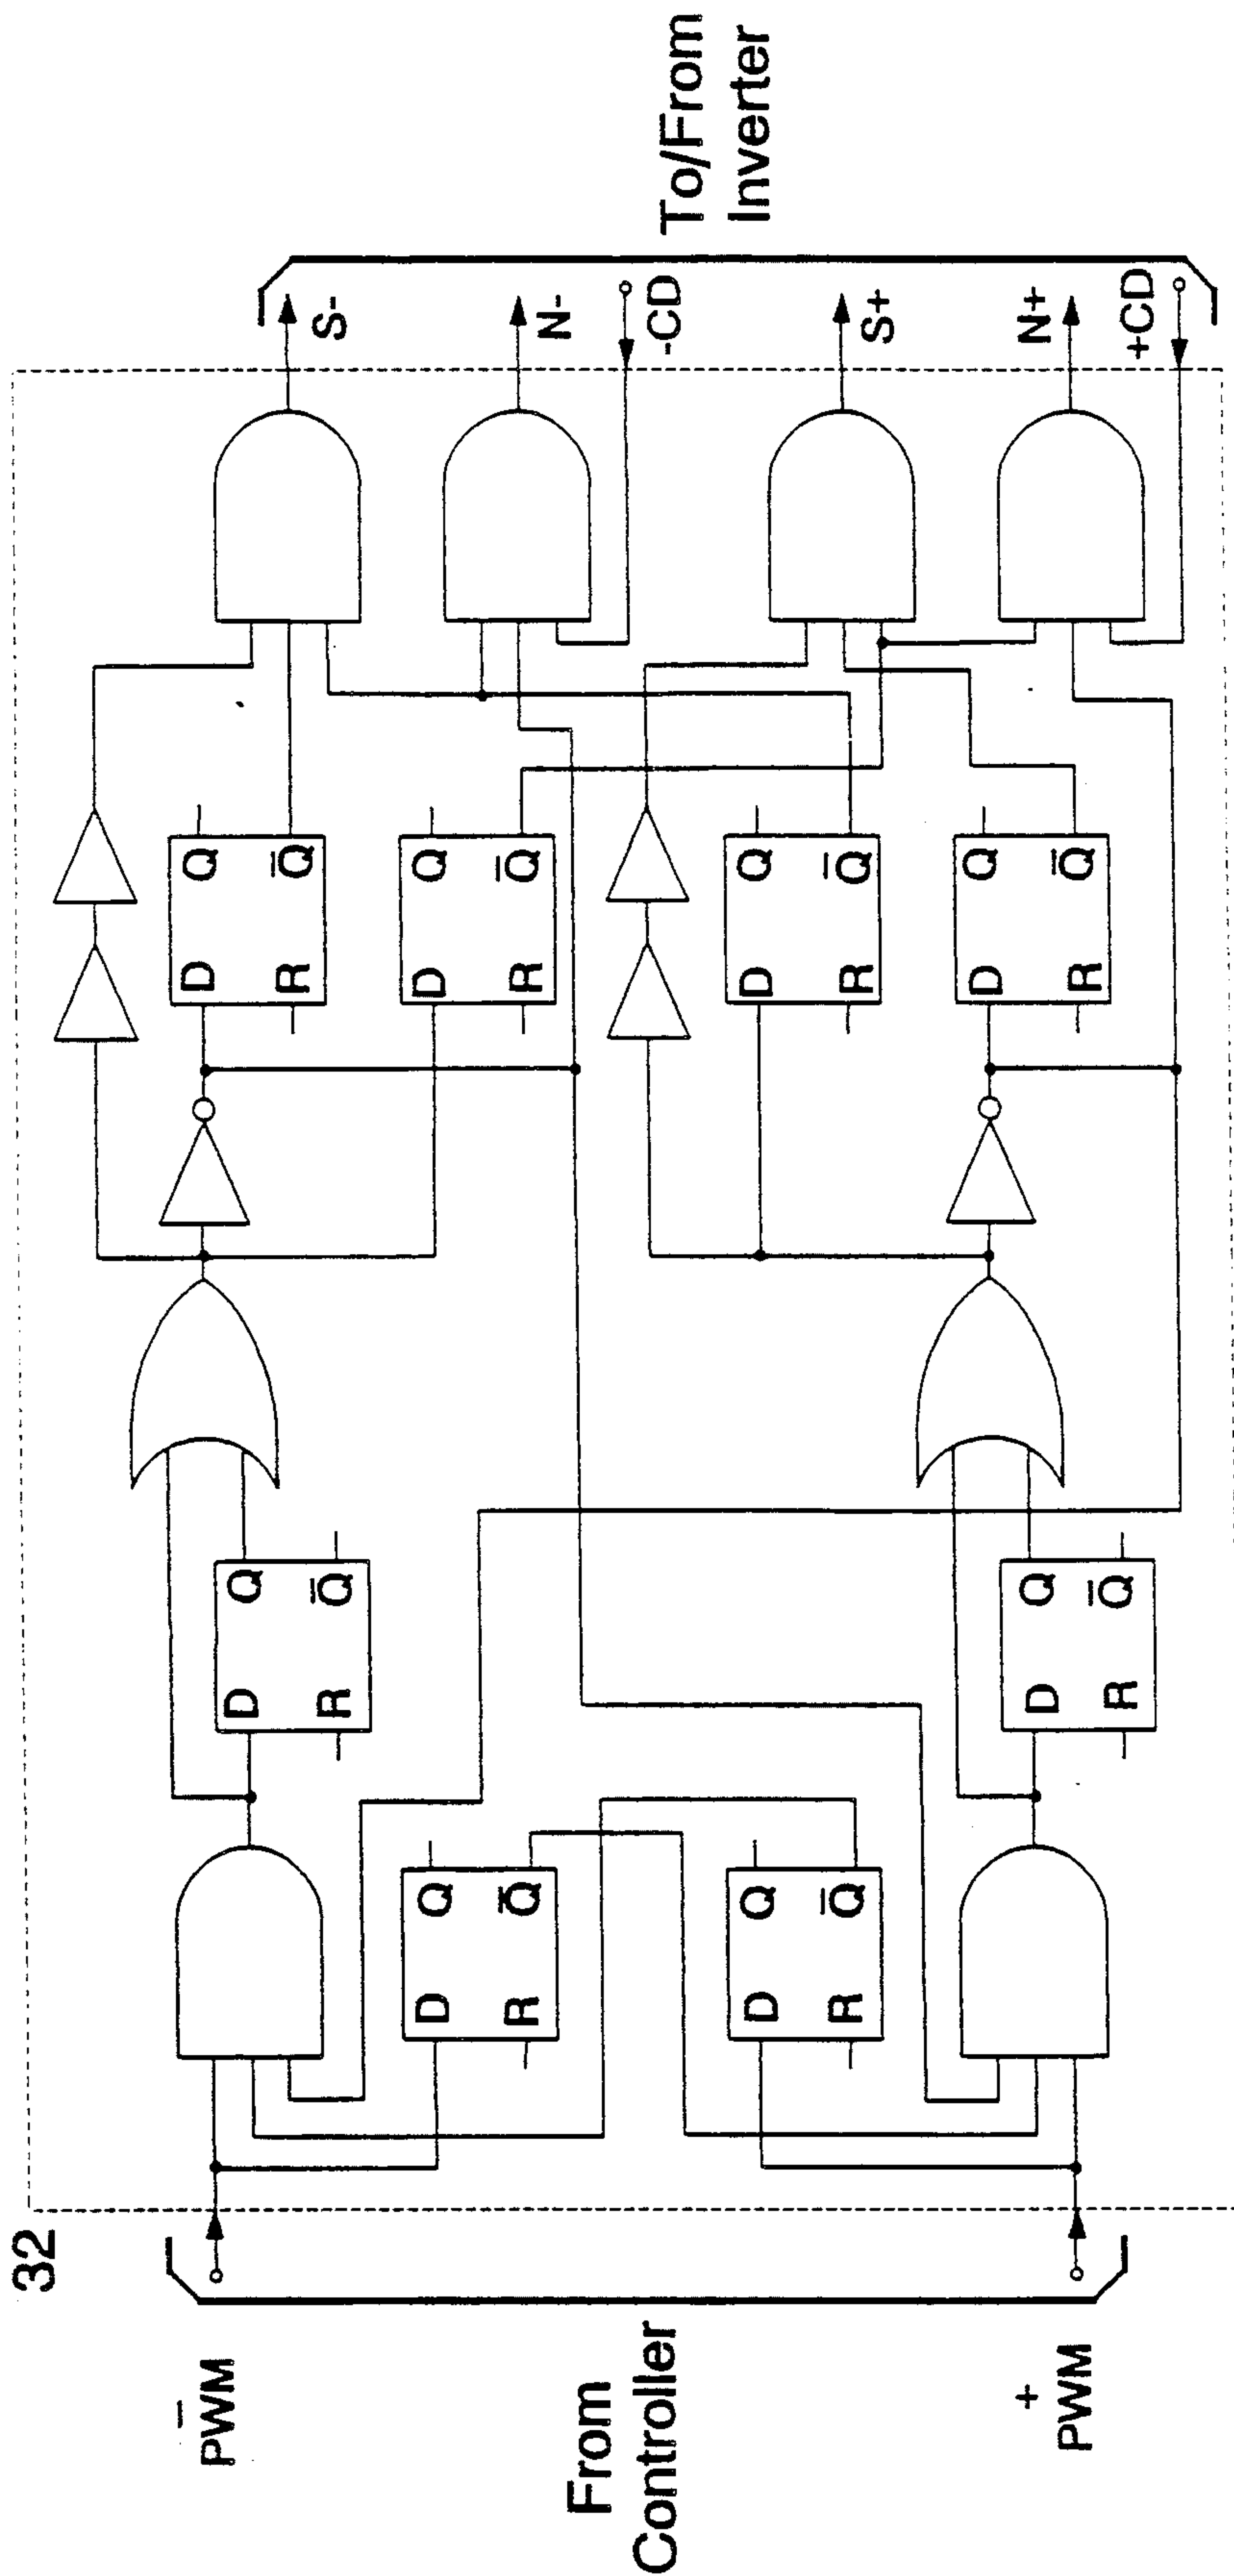 32
–
PWM
From
Controller
+
PWM
D Q
R Q̅
D Q
R Q̅
D Q
R Q̅
D Q
R Q̅
D Q
R Q̅
D Q
R Q̅
D Q
R Q̅
D Q
R Q̅
S-
N-
-CD
S+
N+
+CD
To/From
Inverter